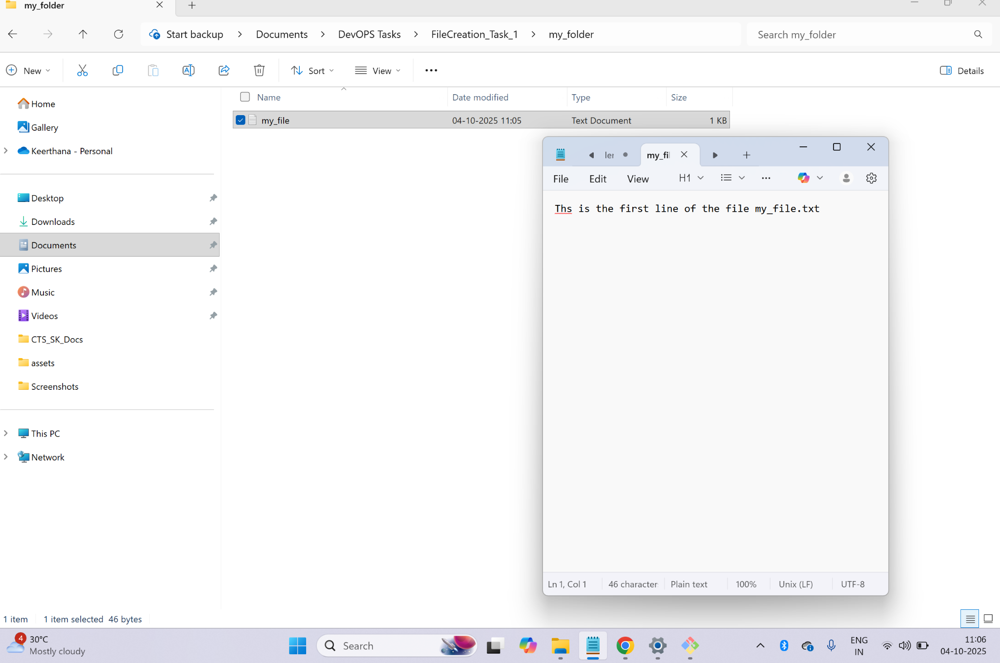 my_folder
Start backup > Documents > DevOPS Tasks > FileCreation_Task_1 > my_folder
Search my_folder
New
Sort
View
Details
Name Date modified Type Size
my_file 04-10-2025 11:05 Text Document 1 KB
Home
Gallery
Keerthana - Personal
Desktop
Downloads
Documents
Pictures
Music
Videos
CTS_SK_Docs
assets
Screenshots
This PC
Network
ler my_fil
File Edit View H1
Ths is the first line of the file my_file.txt
Ln 1, Col 1 46 character Plain text 100% Unix (LF) UTF-8
1 item 1 item selected 46 bytes
4
30°C
Mostly cloudy
Search
ENG
IN
11:06
04-10-2025